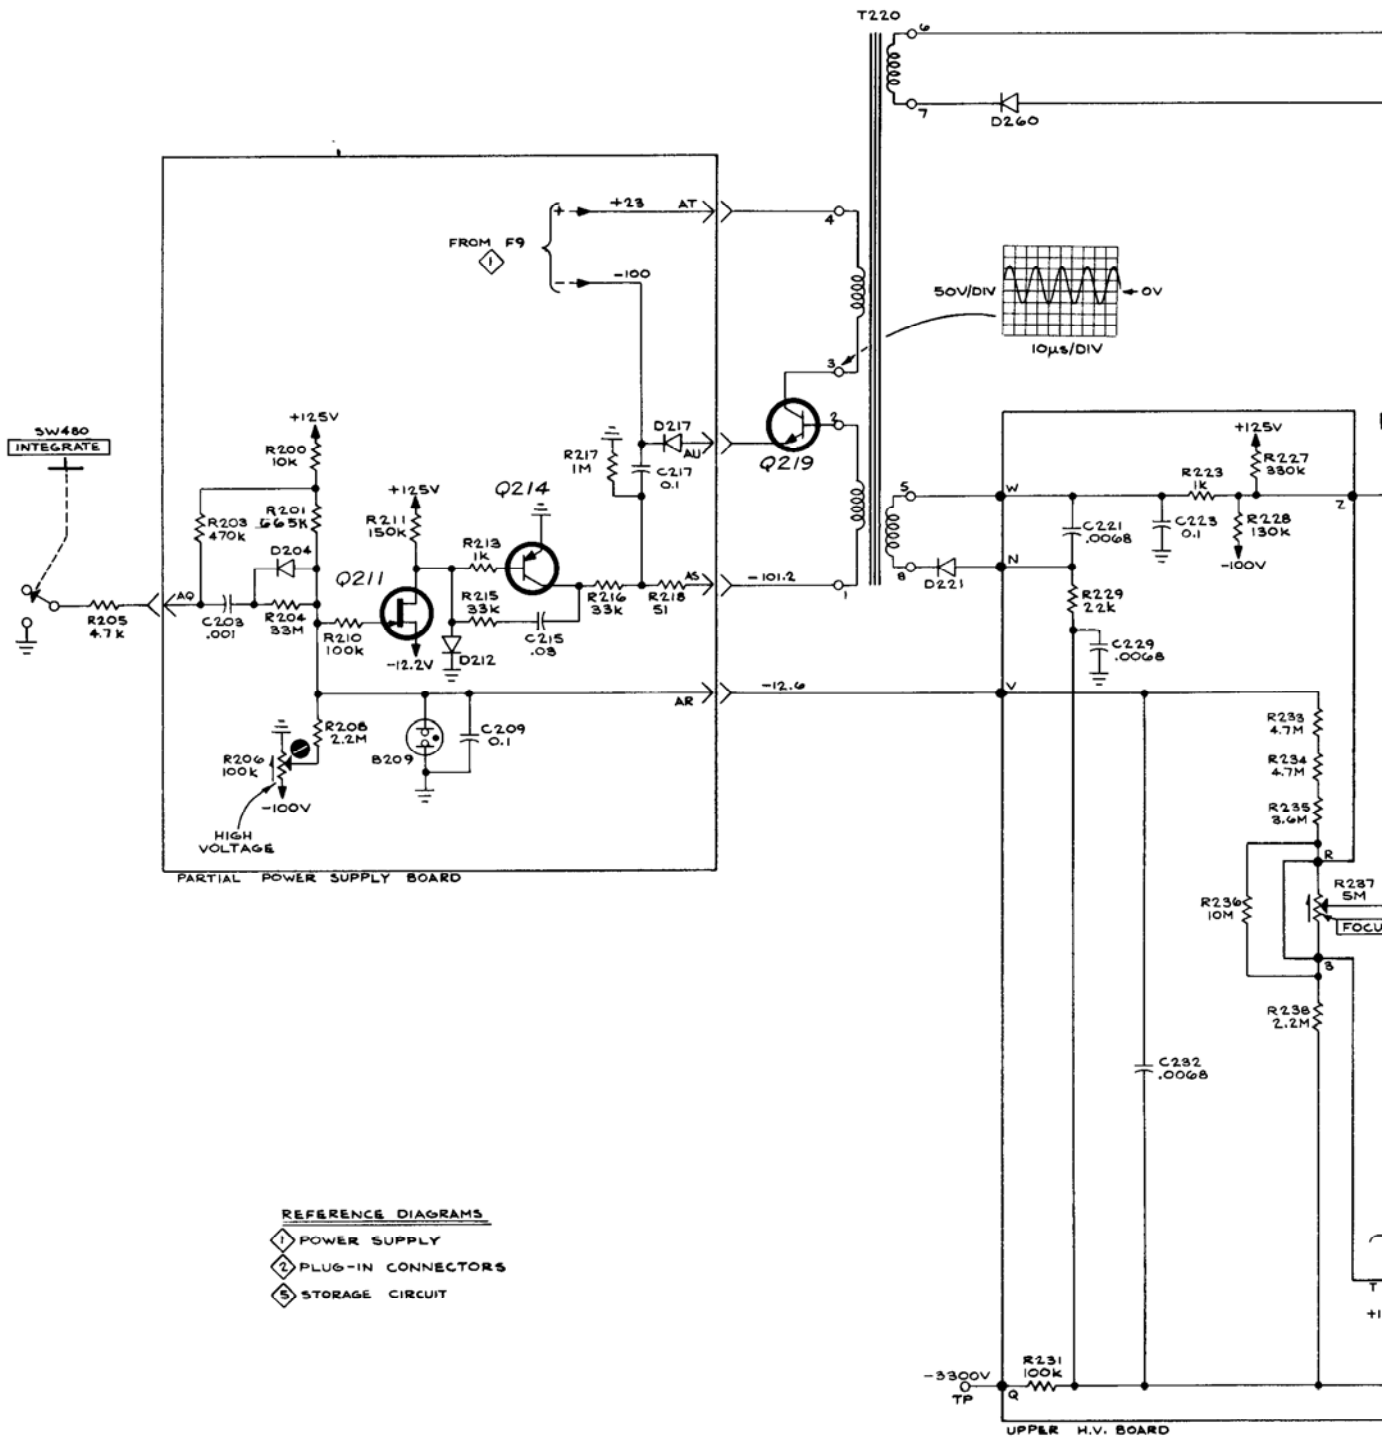 T220
6
7
D260
+23
AT
4
FROM F9
1
-100
50V/DIV
0V
10µs/DIV
3
SW480
INTEGRATE
+125V
R200
10K
D217
AU
2
Q219
R217
1M
C217
0.1
+125V
R227
330K
R203
470K
R201
665K
+125V
R211
150K
Q214
5
W
R223
1K
Z
C221
.0068
C223
0.1
R228
130K
-100V
D204
R213
1K
Q211
8
D221
N
AQ
R205
4.7K
C203
.001
R204
33M
R215
33K
C215
.03
R216
33K
R218
51
AS
-101.2
1
R229
22K
R210
100K
-12.2V
D212
C229
.0068
AR
-12.6
V
R208
2.2M
B209
C209
0.1
R206
100K
-100V
HIGH
VOLTAGE
R233
4.7M
R234
4.7M
R235
3.6M
PARTIAL POWER SUPPLY BOARD
R
R236
10M
R237
5M
FOCU
R238
2.2M
C232
.0068
REFERENCE DIAGRAMS
1 POWER SUPPLY
2 PLUG-IN CONNECTORS
5 STORAGE CIRCUIT
T
+1
-3300V
TP
Q
R231
100K
UPPER H.V. BOARD